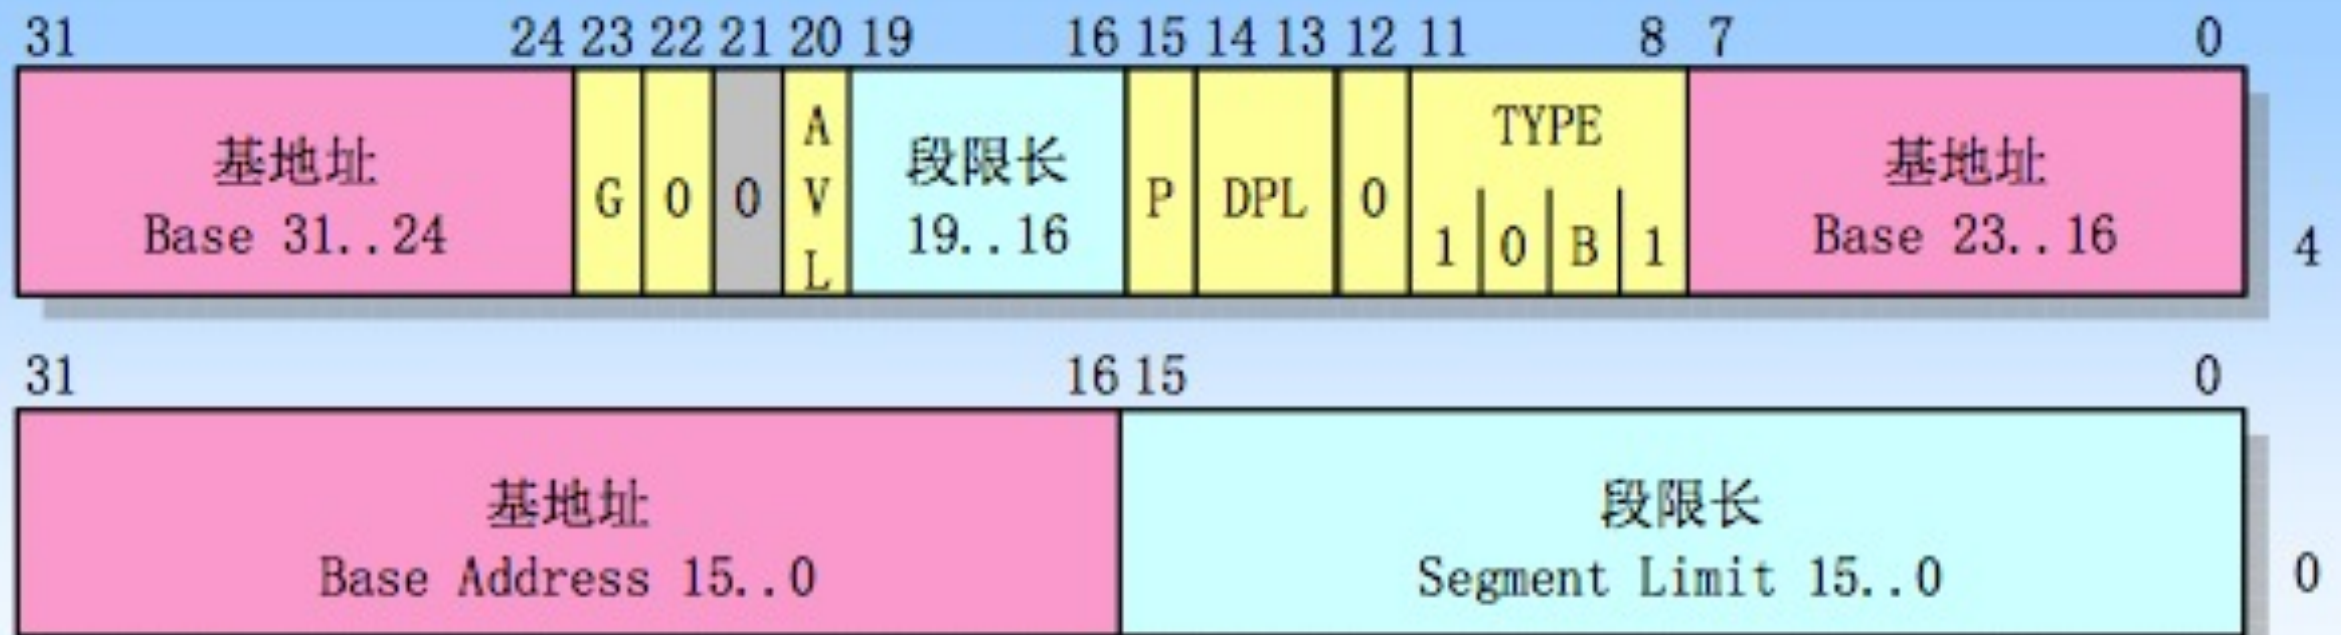 31 24 23 22 21 20 19 16 15 14 13 12 11 8 7 0
基地址
Base 31..24
G
0
0
A
V
L
段限长
19..16
P
DPL
0
TYPE
1 0 B 1
基地址
Base 23..16
4
31 16 15 0
基地址
Base Address 15..0
段限长
Segment Limit 15..0
0